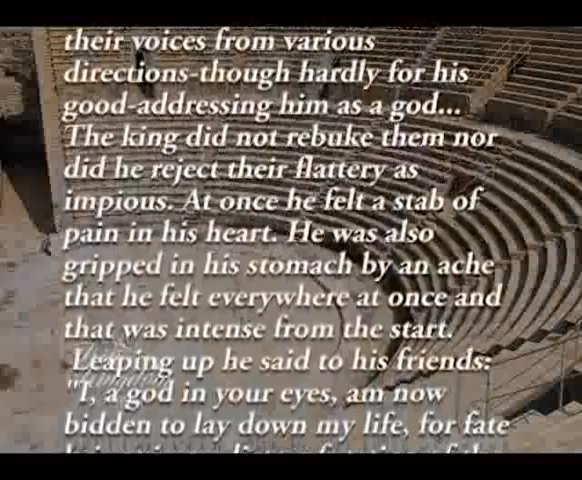 their voices from various
directions-though hardly for his
good-addressing him as a god...
The king did not rebuke them nor
did he reject their flattery as
impious. At once he felt a stab of
pain in his heart. He was also
gripped in his stomach by an ache
that he felt everywhere at once and
that was intense from the start.
Leaping up he said to his friends:
"I, a god in your eyes, am now
bidden to lay down my life, for fate